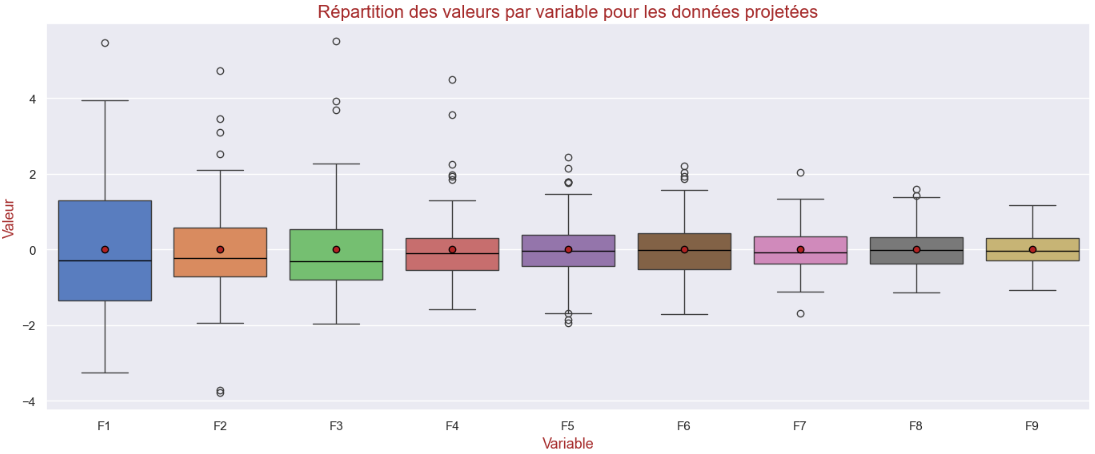 Répartition des valeurs par variable pour les données projetées
Valeur
4
2
0
−2
−4
F1 F2 F3 F4 F5 F6 F7 F8 F9
Variable